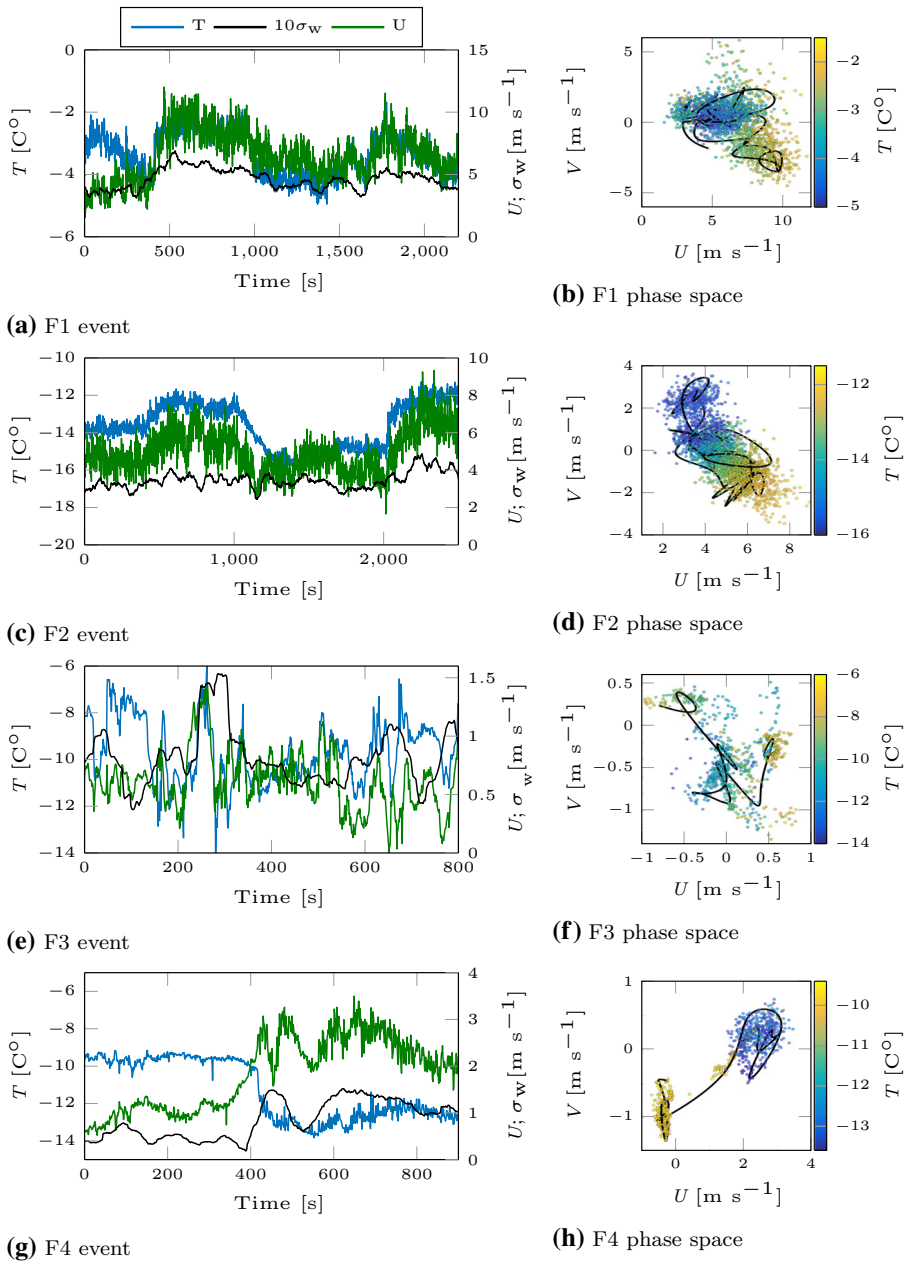 T 10σw U
0 −2 −4 −6
T [C°]
15 10 5 0
U; σw[m s−1]
0 500 1,000 1,500 2,000
Time [s]
(a) F1 event
5 0 −5
V [m s−1]
0 5 10
U [m s−1]
−2 −3 −4 −5
T [C°]
(b) F1 phase space
−10 −12 −14 −16 −18 −20
T [C°]
10 8 6 4 2 0
U; σw[m s−1]
0 1,000 2,000
Time [s]
(c) F2 event
4 2 0 −2 −4
V [m s−1]
2 4 6 8
U [m s−1]
−12 −14 −16
T [C°]
(d) F2 phase space
−6 −8 −10 −12 −14
T [C°]
1.5 1 0.5 0
U; σ w[m s−1]
0 200 400 600 800
Time [s]
(e) F3 event
0.5 0 −0.5 −1
V [m s−1]
−1 −0.5 0 0.5 1
U [m s−1]
−6 −8 −10 −12 −14
T [C°]
(f) F3 phase space
−6 −8 −10 −12 −14
T [C°]
4 3 2 1 0
U; σw[m s−1]
0 200 400 600 800
Time [s]
(g) F4 event
1 0 −1
V [m s−1]
0 2 4
U [m s−1]
−10 −11 −12 −13
T [C°]
(h) F4 phase space